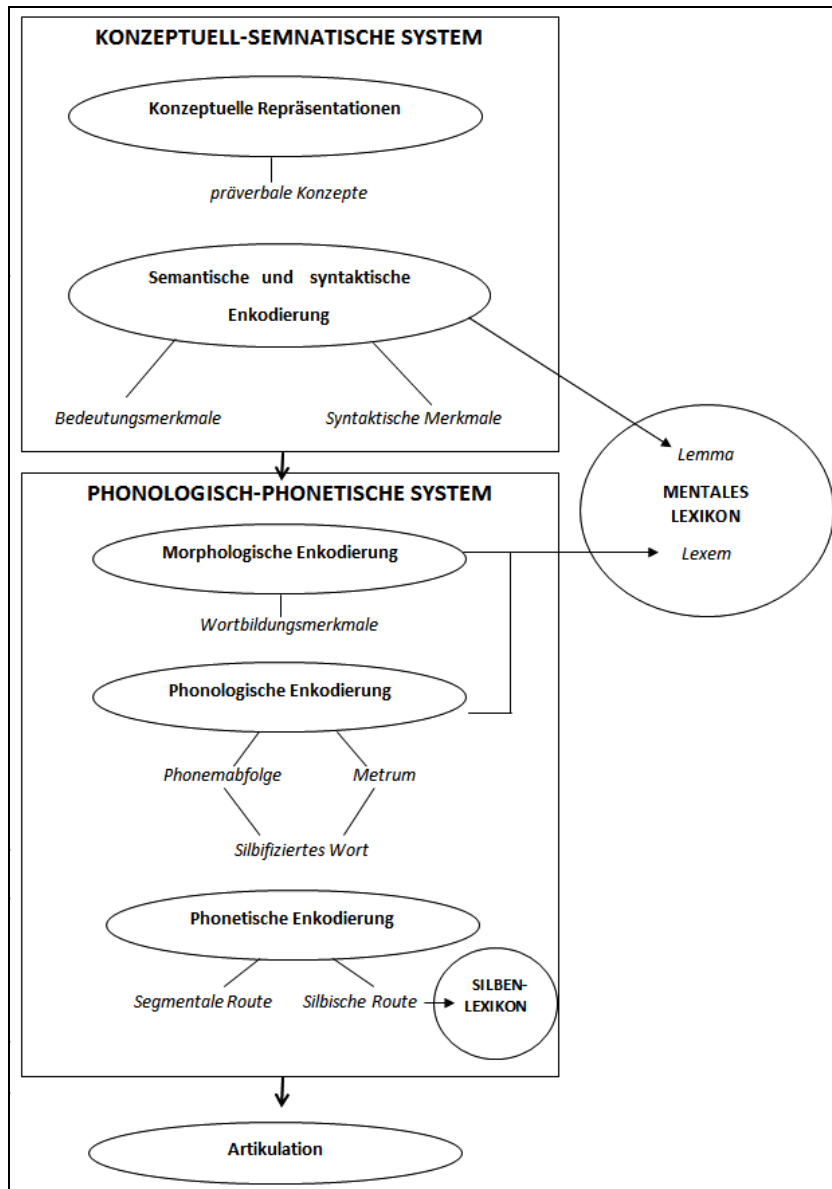 KONZEPTUELL-SEMNATISCHE SYSTEM
Konzeptuelle Repräsentationen
präverbale Konzepte
Semantische und syntaktische
Enkodierung
Bedeutungsmerkmale
Syntaktische Merkmale
Lemma
MENTALES
LEXIKON
Lexem
PHONOLOGISCH-PHONETISCHE SYSTEM
Morphologische Enkodierung
Wortbildungsmerkmale
Phonologische Enkodierung
Phonemabfolge
Metrum
Silbifiziertes Wort
Phonetische Enkodierung
Segmentale Route
Silbische Route
SILBEN-
LEXIKON
Artikulation